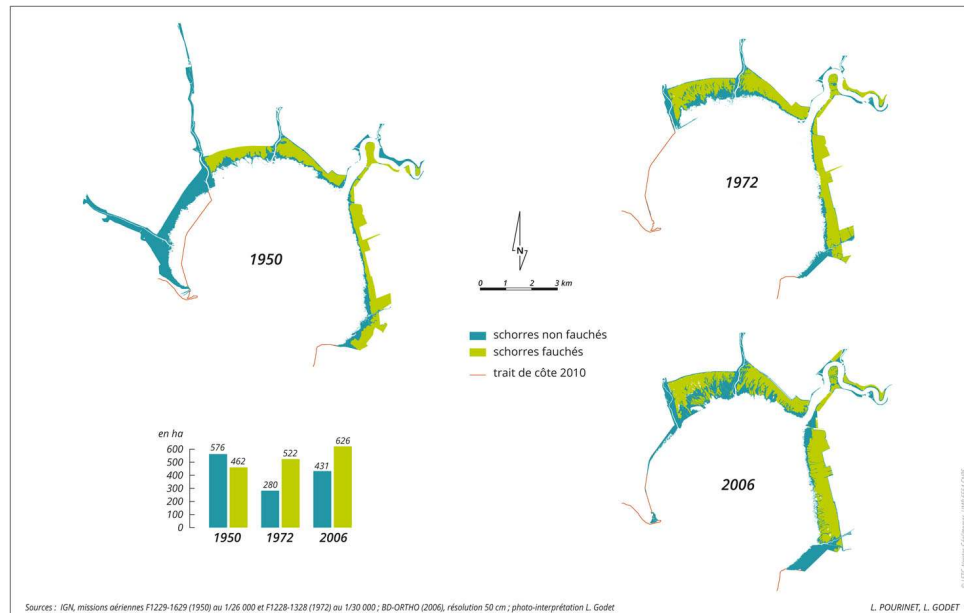 1950
1972
N
0 1 2 3 km
schorres non fauchés
schorres fauchés
trait de côte 2010
2006
en ha
600
500
400
300
200
100
0
576
462
280
522
431
626
1950 1972 2006
Sources : IGN, missions aériennes F1229-1629 (1950) au 1/26 000 et F1228-1328 (1972) au 1/30 000 ; BD-ORTHO (2006), résolution 50 cm ; photo-interprétation L. Godet
L. POURINET, L. GODET